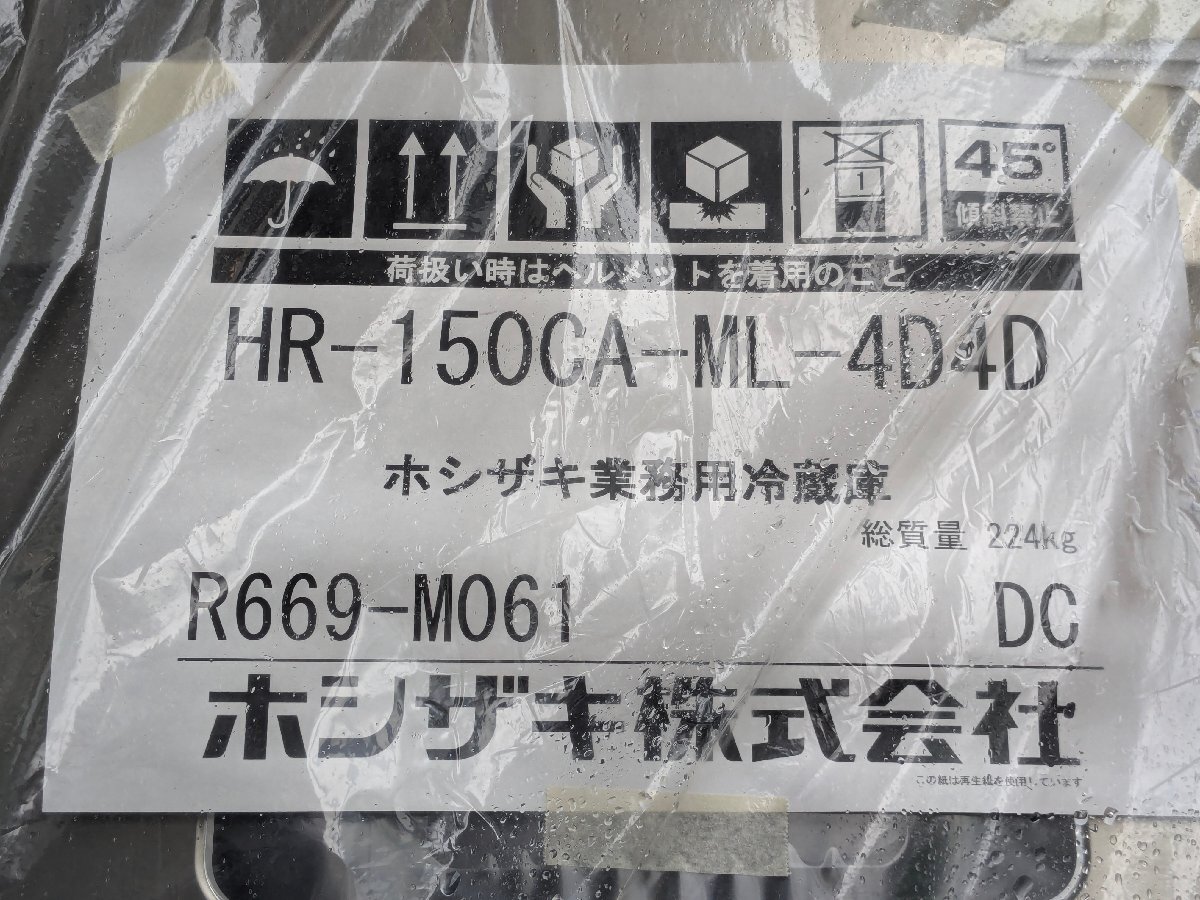 1
45°
傾斜禁止
荷扱い時はヘルメットを着用のこと
HR-150CA-ML-4D4D
ホシザキ業務用冷蔵庫
総質量 224kg
R669-M061 DC
ホシザキ株式会社
この紙は再生紙を使用しています